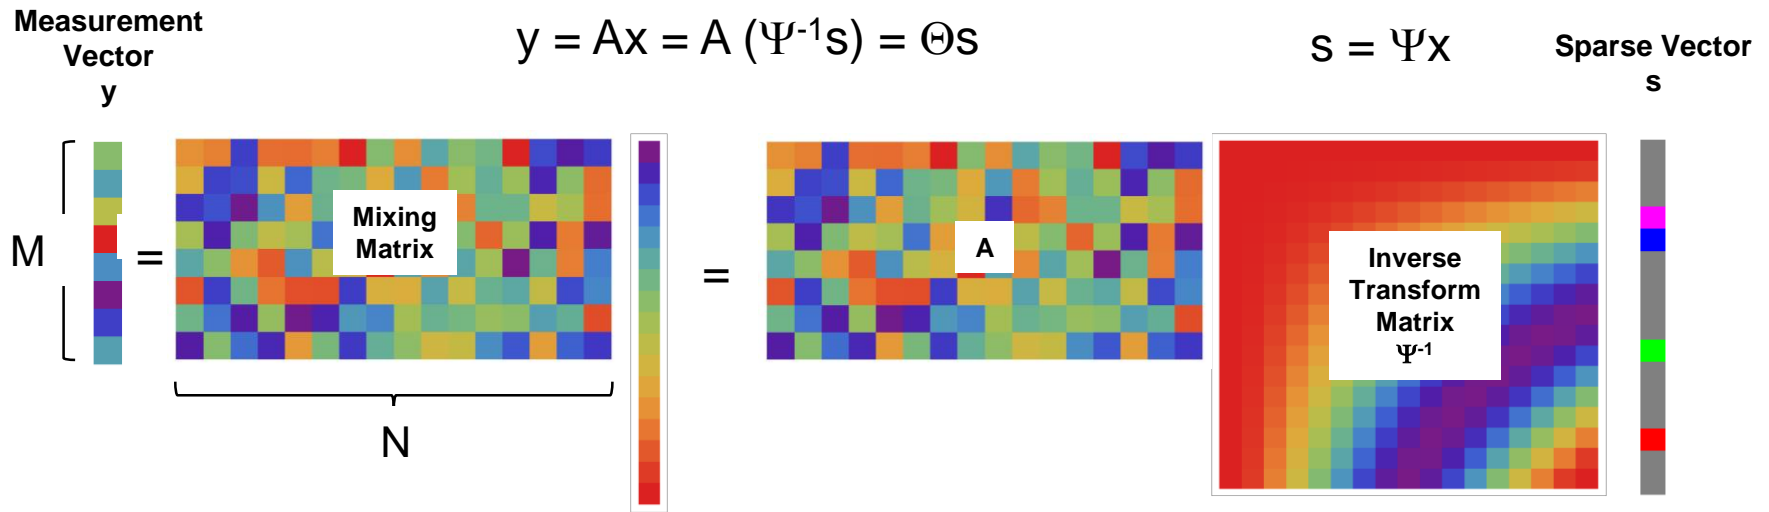 Measurement
Vector
y
y = Ax = A (Ψ⁻¹s) = Θs
s = Ψx
Sparse Vector
s
M
=
Mixing
Matrix
N
=
A
Inverse
Transform
Matrix
Ψ⁻¹